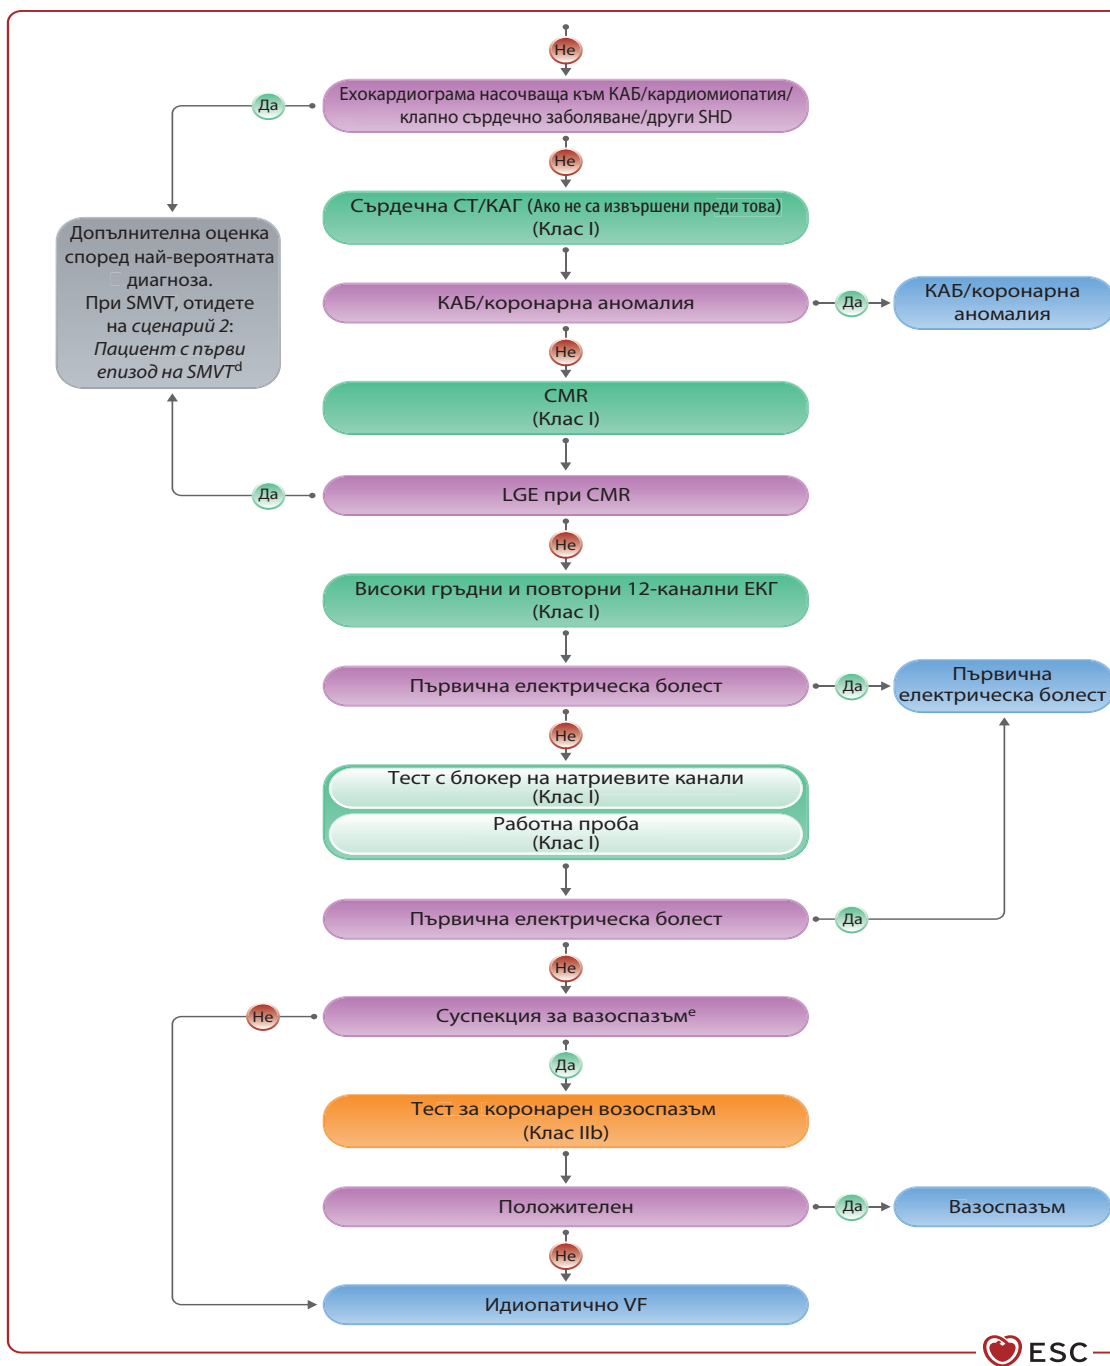 Не
Ехокардиограма насочваща към КАБ/кардиомиопатия/
клапно сърдечно заболяване/други SHD
Да
Не
Сърдечна СТ/КАГ (Ако не са извършени преди това)
(Клас I)
Допълнителна оценка
според най-вероятната
диагноза.
При SMVT, отидете
на сценарий 2:
Пациент с първи
епизод на SMVTd
КАБ/коронарна аномалия
Да
КАБ/коронарна
аномалия
Не
CMR
(Клас I)
LGE при CMR
Да
Не
Високи гръдни и повторни 12-канални ЕКГ
(Клас I)
Първична електрическа болест
Да
Първична
електрическа болест
Не
Тест с блокер на натриевите канали
(Клас I)
Работна проба
(Клас I)
Първична електрическа болест
Да
Не
Суспекция за вазоспазъмe
Не
Да
Тест за коронарен возоспазъм
(Клас IIb)
Положителен
Да
Вазоспазъм
Не
Идиопатично VF
ESC